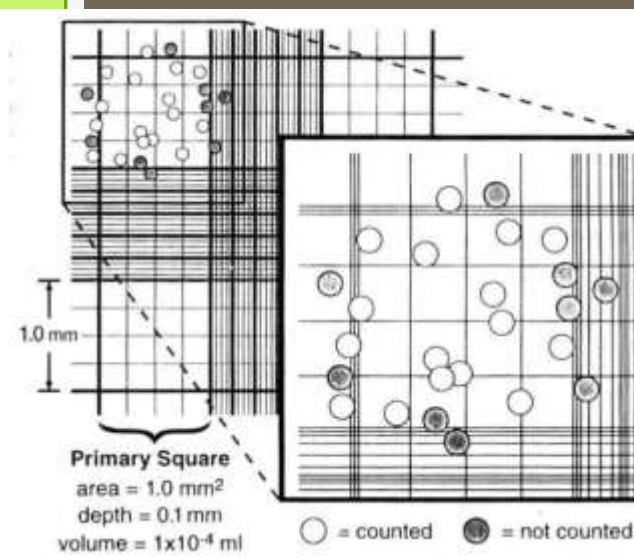 1.0 mm
Primary Square
area = 1.0 mm²
depth = 0.1 mm
volume = 1x10⁻⁴ ml
= counted
= not counted